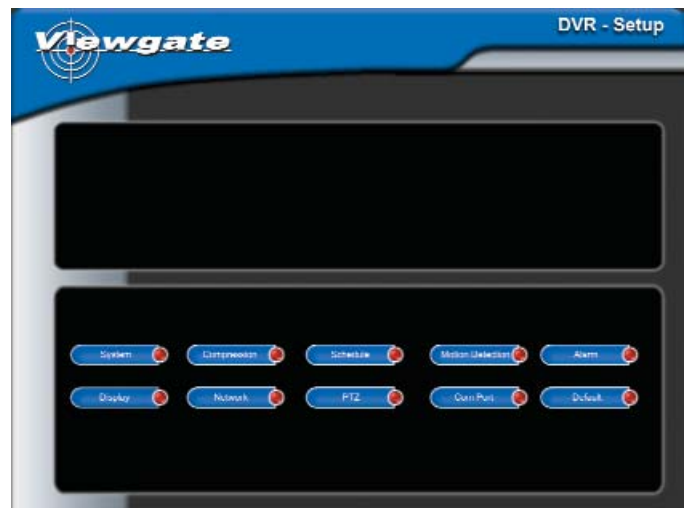 Viewgate
DVR - Setup
System Compression Schedule Motion Detection Alarm
Display Network PTZ Com Port Default